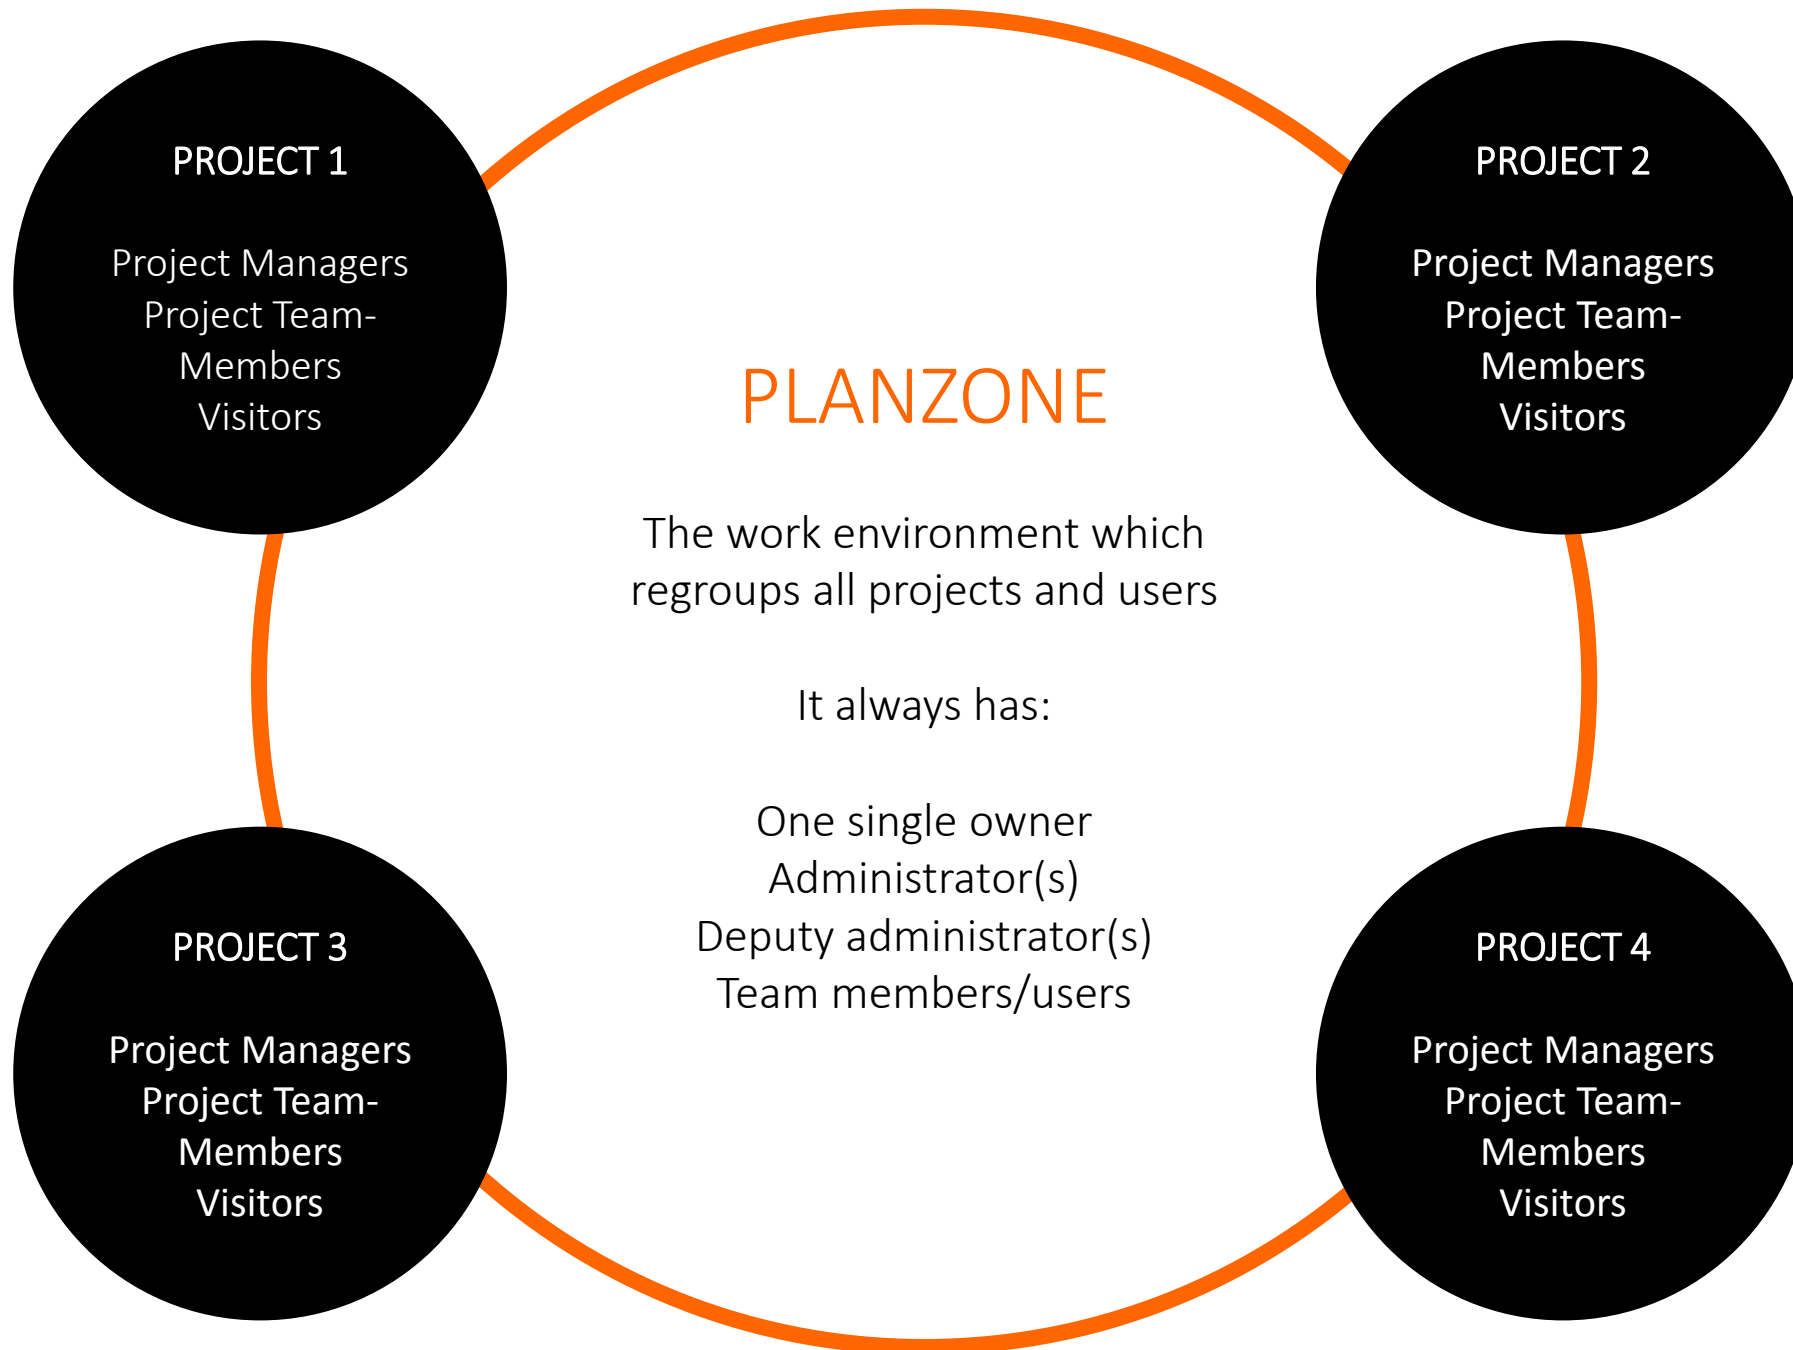 PROJECT 1
Project Managers
Project Team-
Members
Visitors
PROJECT 2
Project Managers
Project Team-
Members
Visitors
PLANZONE
The work environment which
regroups all projects and users
It always has:
One single owner
Administrator(s)
Deputy administrator(s)
Team members/users
PROJECT 3
Project Managers
Project Team-
Members
Visitors
PROJECT 4
Project Managers
Project Team-
Members
Visitors